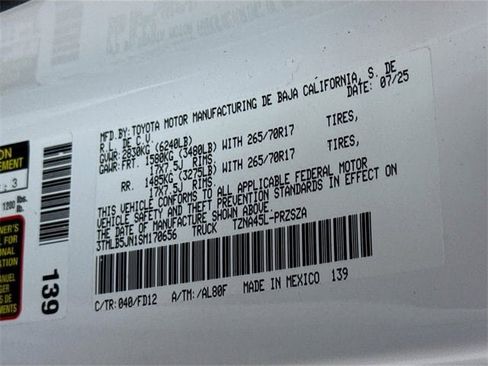 MFD.BY: TOYOTA MOTOR MANUFACTURING DE BAJA CALIFORNIA, S. DE
R.L. DE C.V. DATE: 07/25
GVWR: 2830KG (6240LB)
GAWR: FRT. 1580KG (3480LB) WITH 265/70R17 TIRES,
17X7.5J RIMS
RR. 1485KG (3275LB) WITH 265/70R17 TIRES,
17X7.5J RIMS
THIS VEHICLE CONFORMS TO ALL APPLICABLE FEDERAL MOTOR
VEHICLE SAFETY AND THEFT PREVENTION STANDARDS IN EFFECT ON
THE DATE OF MANUFACTURE SHOWN ABOVE.
3TMLB5JN1SM170656 TRUCK TZNA45L-PRZSZA
C/TR: 040/FD12 A/TM: /AL80F MADE IN MEXICO 139
139
1200 lbs.